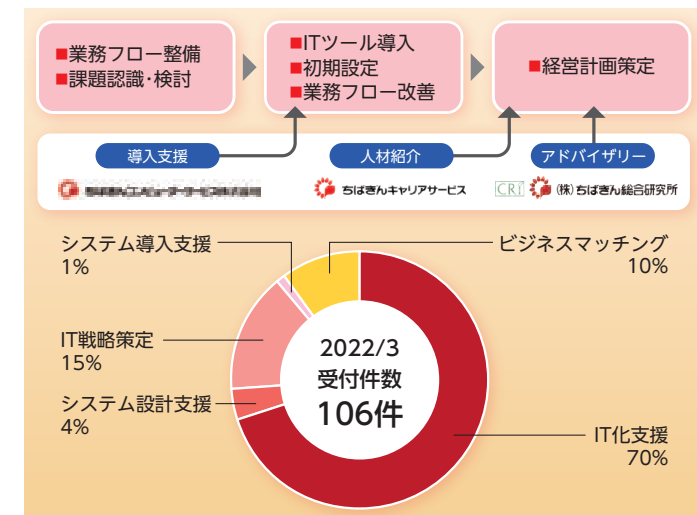 ■業務フロー整備
■課題認識・検討
■ITツール導入
■初期設定
■業務フロー改善
■経営計画策定
導入支援
人材紹介
アドバイザリー
ちばぎんキャリアサービス
CRi (株)ちばぎん総合研究所
システム導入支援
1%
ビジネスマッチング
10%
IT戦略策定
15%
システム設計支援
4%
2022/3
受付件数
106件
IT化支援
70%